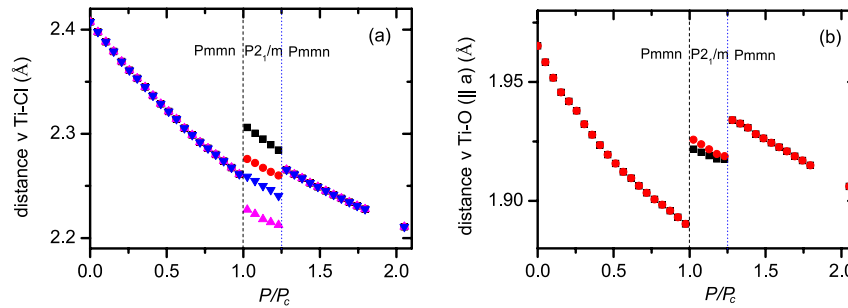 (a)
Pmmn P2₁/m Pmmn
2.4
2.3
2.2
distance v Ti-Cl (Å)
0.0 0.5 1.0 1.5 2.0
P/Pc
(b)
Pmmn P2₁/m Pmmn
1.95
1.90
distance v Ti-O (|| a) (Å)
0.0 0.5 1.0 1.5 2.0
P/Pc